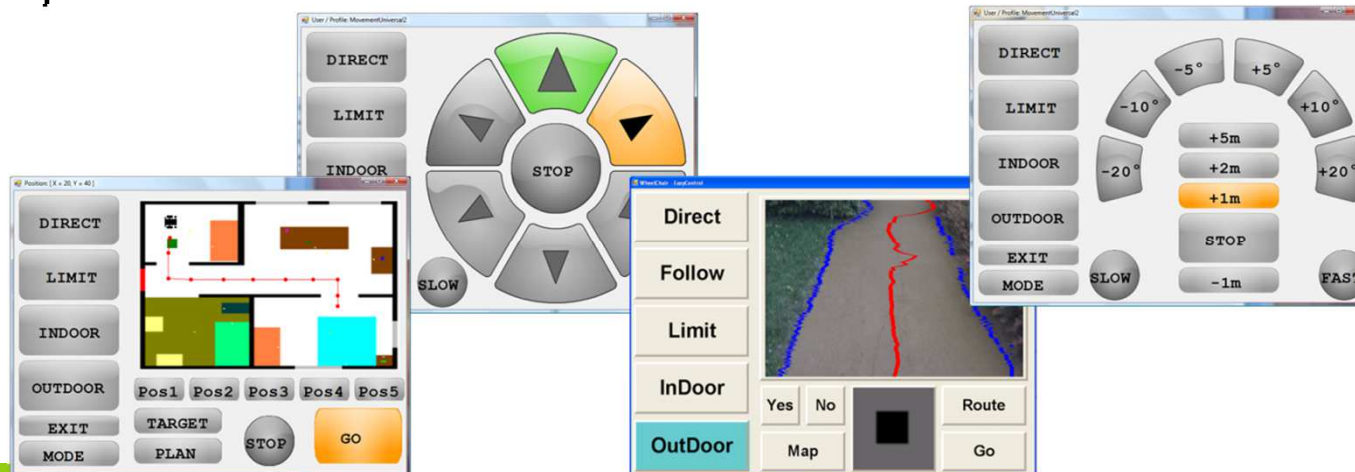 User / Profile: MovementUniversal2
DIRECT
LIMIT
INDOOR
STOP
SLOW
User / Profile: MovementUniversal2
DIRECT
LIMIT
INDOOR
OUTDOOR
EXIT
MODE
-20°
-10°
-5°
+5°
+10°
+20°
+5m
+2m
+1m
STOP
-1m
SLOW
FAST
Position: [ X = 20, Y = 40 ]
DIRECT
LIMIT
INDOOR
OUTDOOR
EXIT
MODE
Pos1 Pos2 Pos3 Pos4 Pos5
TARGET
PLAN
STOP
GO
WheelChair - LucyControl
Direct
Follow
Limit
InDoor
OutDoor
Yes No
Map
Route
Go